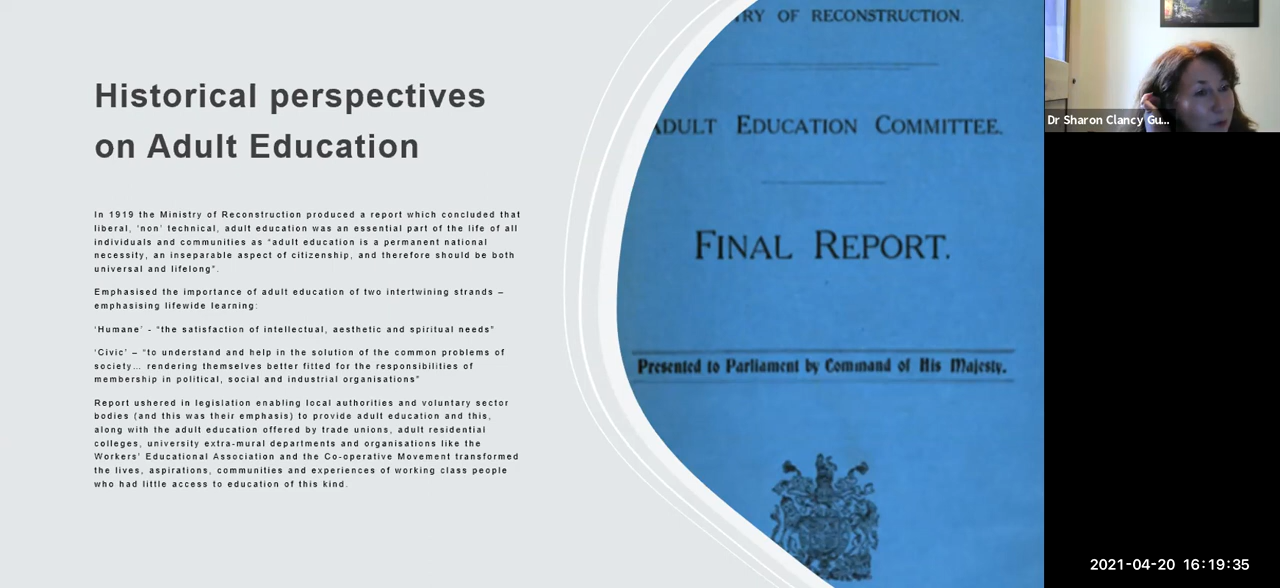 Historical perspectives
on Adult Education
In 1919 the Ministry of Reconstruction produced a report which concluded that
liberal, 'non' technical, adult education was an essential part of the life of all
individuals and communities as "adult education is a permanent national
necessity, an inseparable aspect of citizenship, and therefore should be both
universal and lifelong".
Emphasised the importance of adult education of two intertwining strands –
emphasising lifewide learning:
'Humane' - "the satisfaction of intellectual, aesthetic and spiritual needs"
'Civic' – "to understand and help in the solution of the common problems of
society… rendering themselves better fitted for the responsibilities of
membership in political, social and industrial organisations"
Report ushered in legislation enabling local authorities and voluntary sector
bodies (and this was their emphasis) to provide adult education and this,
along with the adult education offered by trade unions, adult residential
colleges, university extra-mural departments and organisations like the
Workers' Educational Association and the Co-operative Movement transformed
the lives, aspirations, communities and experiences of working class people
who had little access to education of this kind.
TRY OF RECONSTRUCTION.
ADULT EDUCATION COMMITTEE.
FINAL REPORT.
Presented to Parliament by Command of His Majesty.
Dr Sharon Clancy Gu...
2021-04-20 16:19:35